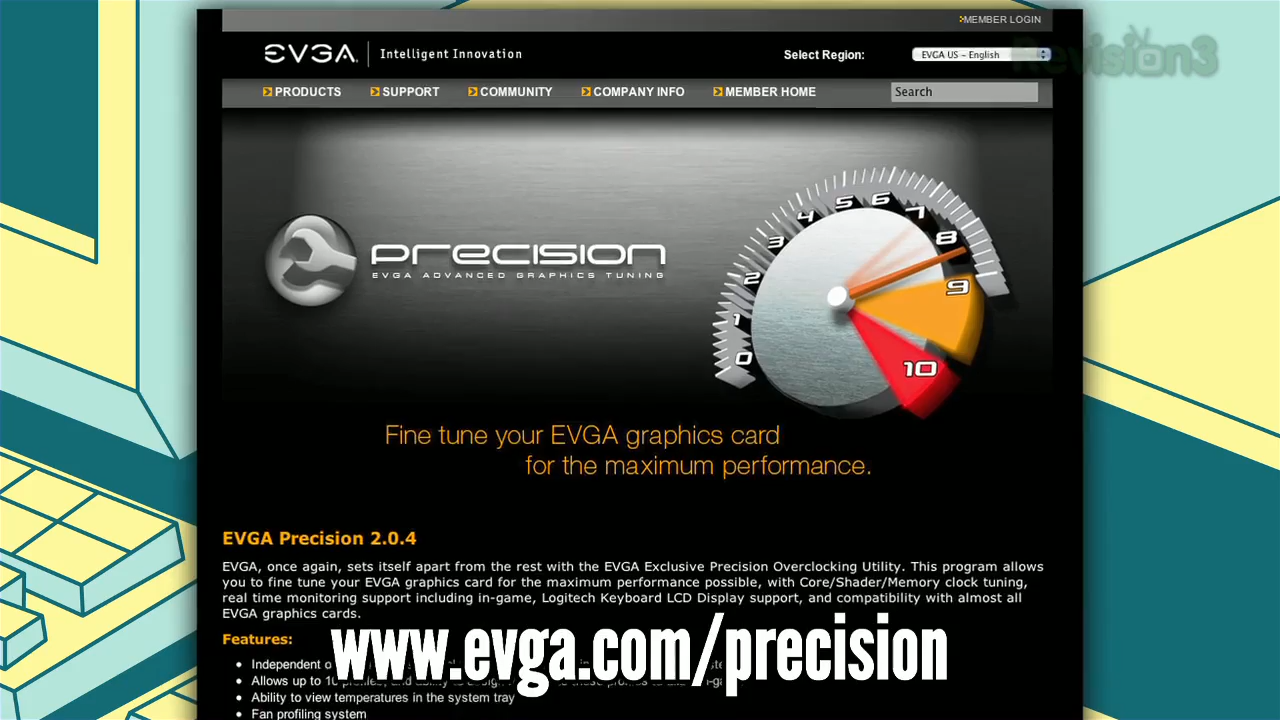 MEMBER LOGIN
EVGA | Intelligent Innovation
Select Region: EVGA US - English
Revision3
PRODUCTS SUPPORT COMMUNITY COMPANY INFO MEMBER HOME Search
precision
EVGA ADVANCED GRAPHICS TUNING
0 1 2 3 4 5 6 7 8 9 10
Fine tune your EVGA graphics card
for the maximum performance.
EVGA Precision 2.0.4
EVGA, once again, sets itself apart from the rest with the EVGA Exclusive Precision Overclocking Utility. This program allows
you to fine tune your EVGA graphics card for the maximum performance possible, with Core/Shader/Memory clock tuning,
real time monitoring support including in-game, Logitech Keyboard LCD Display support, and compatibility with almost all
EVGA graphics cards.
Features:
www.evga.com/precision
Independent
Allows up to 10 profiles, and ability to
Ability to view temperatures in the system tray
Fan profiling system